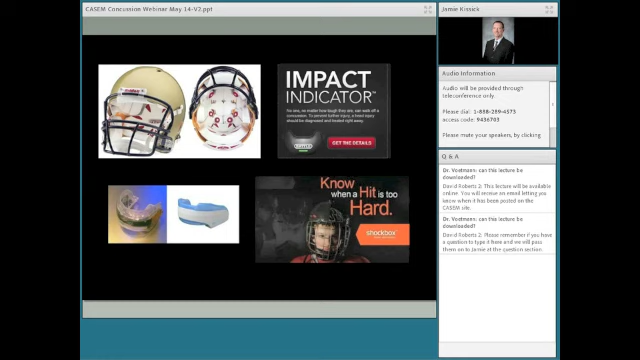 CASEM Concussion Webinar May 14-V2.ppt
IMPACT
INDICATOR™
GET THE DETAILS
Know
when a Hit is too
Hard.
shockbox
Jamie Kissick
Audio Information
Audio will be provided through
teleconference only.
Please dial: 1-888-289-4573
access code: 9436703
Please mute your speakers, by clicking
Q & A
Dr. Vostmann: can this lecture be
downloaded?
David Roberts 2: This lecture will be available
online. You will receive an email letting you
know when it has been posted on the
CASEM site.
Dr. Vostmann: can this lecture be
downloaded?
David Roberts 2: Please remember if you have
a question to type it here and we will pass
them on to Jamie at the question section.